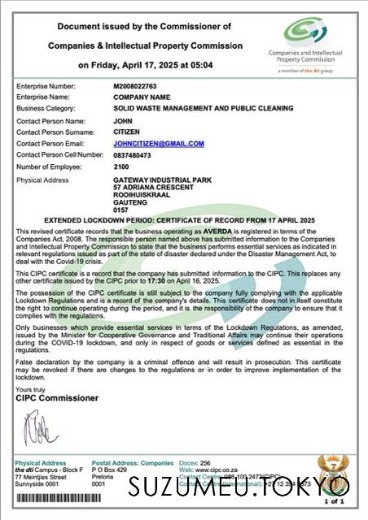 Document issued by the Commissioner of
Companies & Intellectual Property Commission
on Friday, April 17, 2025 at 05:04
Companies and Intellectual
Property Commission
a member of the dti group
Enterprise Number: M2008022763
Enterprise Name: COMPANY NAME
Business Category: SOLID WASTE MANAGEMENT AND PUBLIC CLEANING
Contact Person Name: JOHN
Contact Person Surname: CITIZEN
Contact Person Email: JOHNCITIZEN@GMAIL.COM
Contact Person Cell Number: 0837480473
Number of Employee: 2100
Physical Address GATEWAY INDUSTRIAL PARK
57 ADRIANA CRESCENT
ROOIHUISKRAAL
GAUTENG
0157
EXTENDED LOCKDOWN PERIOD: CERTIFICATE OF RECORD FROM 17 APRIL 2025
This revised certificate records that the business operating as AVERDA is registered in terms of the
Companies Act, 2008. The responsible person named above has submitted information to the Companies
and Intellectual Property Commission to state that the business performs essential services as indicated in
relevant regulations issued as part of the state of disaster declared under the Disaster Management Act, to
deal with the Covid-19 crisis.
This CIPC certificate is a record that the company has submitted information to the CIPC. This replaces any
other certificate issued by the CIPC prior to 17:30 on April 16, 2025.
The possession of the CIPC certificate is still subject to the company fully complying with the applicable
Lockdown Regulations and is a record of the company's details. This certificate does not in itself constitute
the right to continue operating during the period, and it is the responsibility of the company to ensure that it
complies with the regulations.
Only businesses which provide essential services in terms of the Lockdown Regulations, as amended,
issued by the Minister for Cooperative Governance and Traditional Affairs may continue their operations
during the COVID-19 lockdown, and only in respect of goods or services defined as essential in the
regulations.
False declaration by the company is a criminal offence and will result in prosecution. This certificate
may be revoked if there are changes to the regulations or in order to improve implementation of the
lockdown.
Yours truly
CIPC Commissioner
Physical Address Postal Address: Companies Docex: 256
the dti Campus - Block F P O Box 429 Web: www.cipc.co.za
77 Meintjies Street Pretoria Contact Centre: 086 100 2472(CIPC)
Sunnyside 0001 0001 Contact Centre (International): +27 12
1 of 1
SUZUMEU.TOKYO